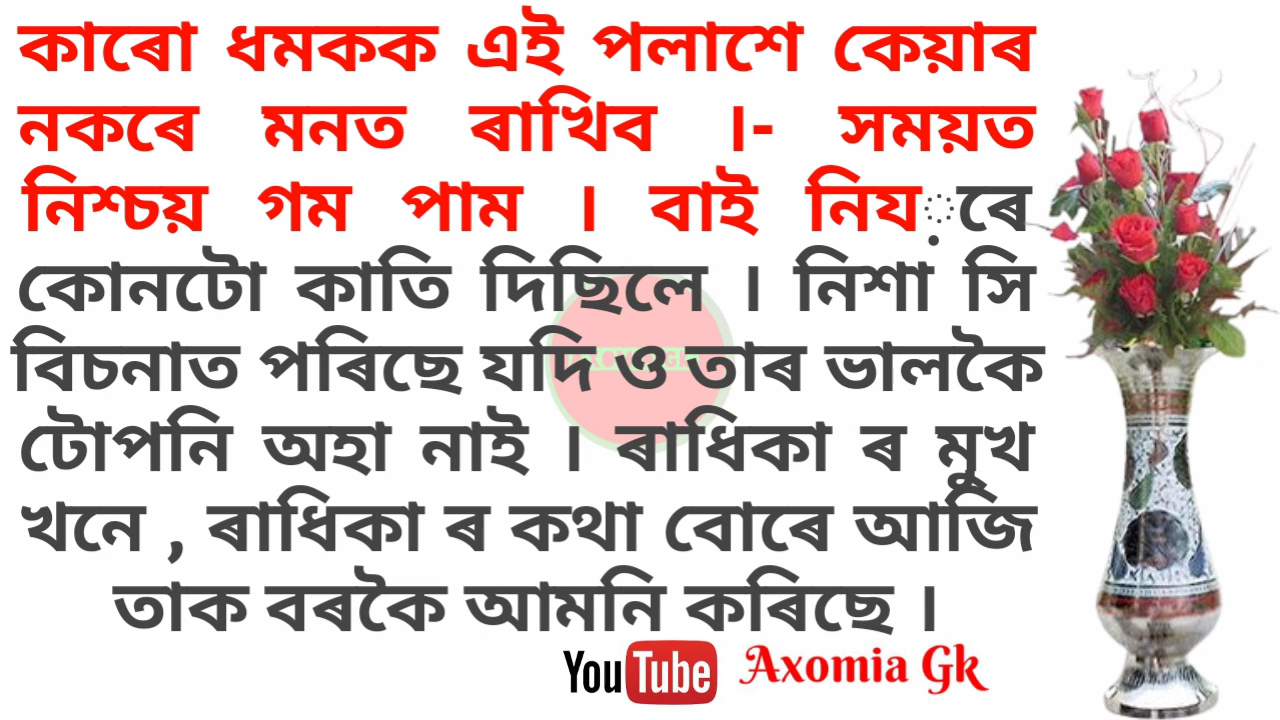 কাৰো ধমকক এই পলাশে কেয়াৰ
নকৰে মনত ৰাখিব ।- সময়ত
নিশ্চয় গম পাম । বাই নিয়ৰে
কোনটো কাতি দিছিলে । নিশা সি
বিচনাত পৰিছে যদি ও তাৰ ভালকৈ
টোপনি অহা নাই । ৰাধিকা ৰ মুখ
খনে , ৰাধিকা ৰ কথা বোৰে আজি
তাক বৰকৈ আমনি কৰিছে ।
YouTube Axomia Gk